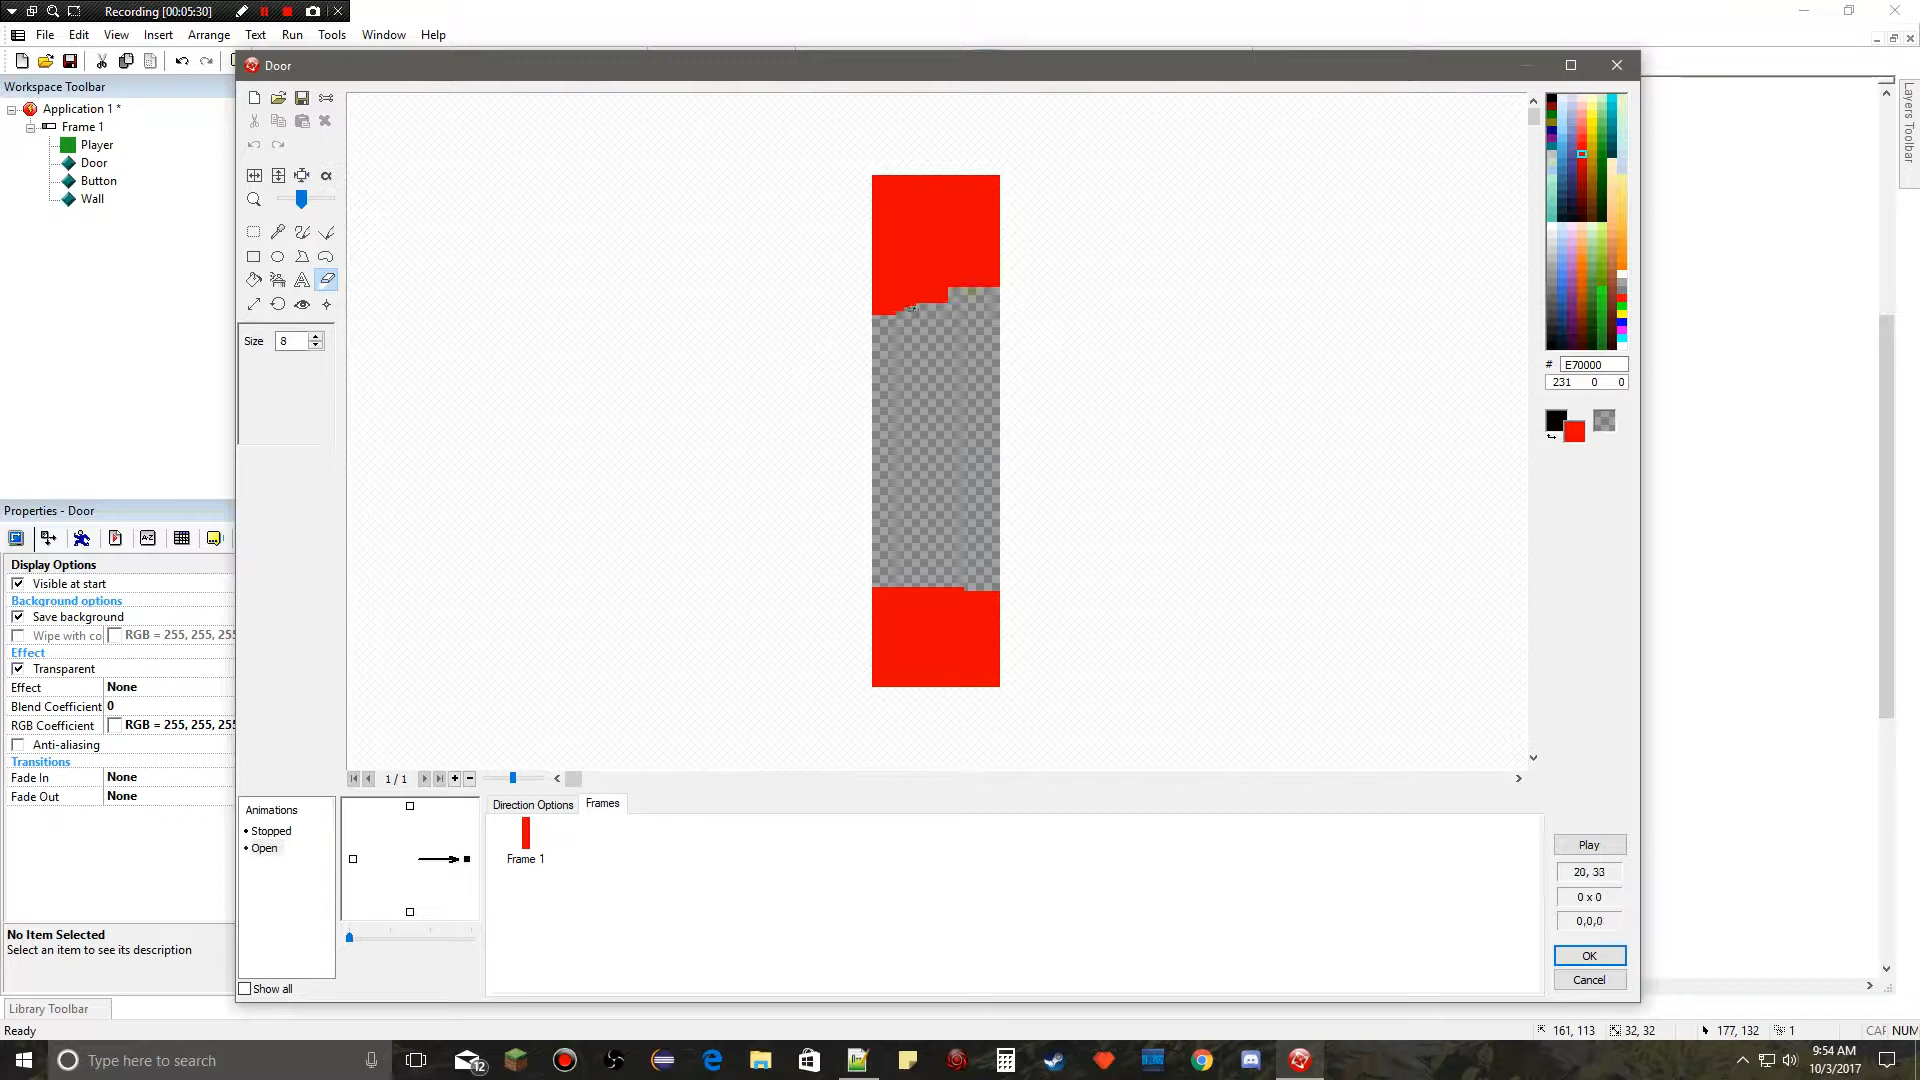 Recording [00:05:30]
File Edit View Insert Arrange Text Run Tools Window Help
Door
Workspace Toolbar
Application 1 *
Frame 1
Player
Door
Button
Wall
Layers Toolbar
Size 8
# E70000
231 0 0
Properties - Door
Display Options
Visible at start
Background options
Save background
Wipe with co RGB = 255, 255, 255
Effect
Transparent
Effect None
Blend Coefficient 0
RGB Coefficient RGB = 255, 255, 255
Anti-aliasing
Transitions
Fade In None
Fade Out None
1 / 1
Animations
Stopped
Open
Show all
Direction Options Frames
Frame 1
Play
20, 33
0 x 0
0,0,0
OK
Cancel
No Item Selected
Select an item to see its description
Library Toolbar
Ready
161, 113 32, 32 177, 132 1 CAP NUM
Type here to search
12
9:54 AM
10/3/2017